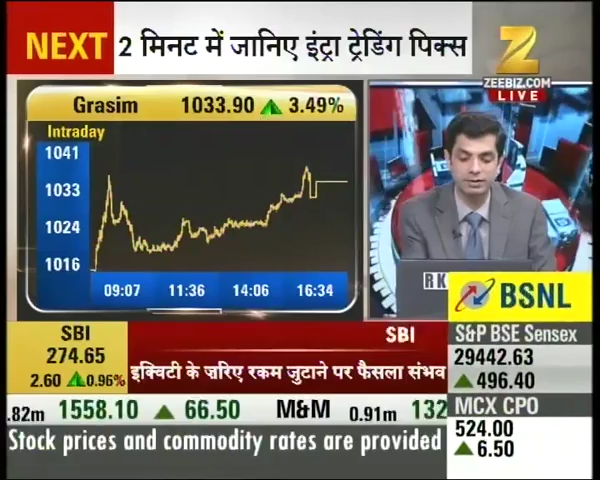 NEXT
2 मिनट में जानिए इंट्रा ट्रेडिंग पिक्स
ZEEBIZ.COM
LIVE
Grasim 1033.90 3.49%
Intraday
1041
1033
1024
1016
09:07 11:36 14:06 16:34
RK
BSNL
SBI
274.65
2.60 0.96%
SBI
इक्विटी के ज़रिए रकम जुटाने पर फैसला संभव
S&P BSE Sensex
29442.63
496.40
MCX CPO
524.00
6.50
.82m 1558.10 66.50 M&M 0.91m 132
Stock prices and commodity rates are provided